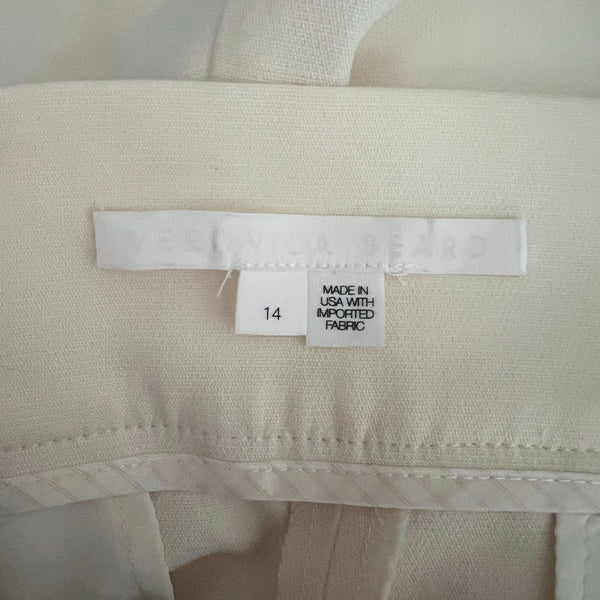 VERONICA BEARD
14
MADE IN
USA WITH
IMPORTED
FABRIC